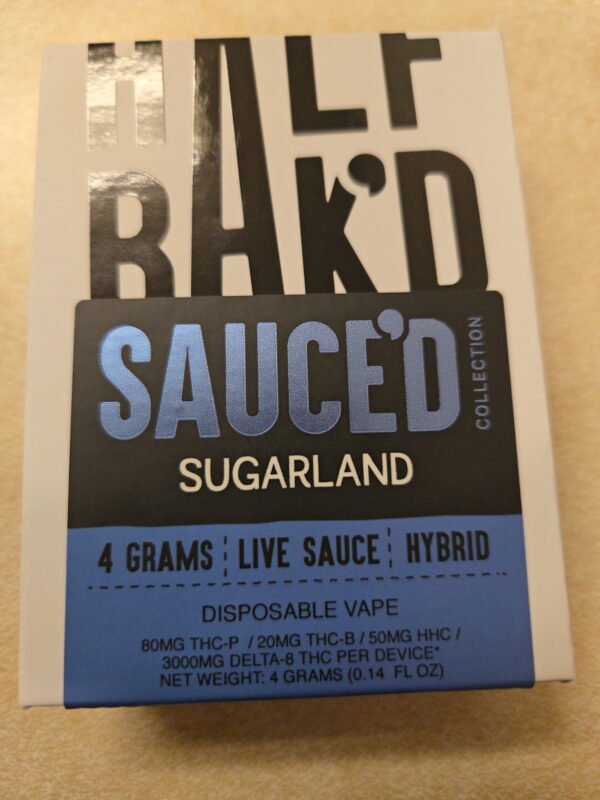 HALF
BAK'D
SAUCE'D
COLLECTION
SUGARLAND
4 GRAMS ¦ LIVE SAUCE ¦ HYBRID
DISPOSABLE VAPE
80MG THC-P / 20MG THC-B / 50MG HHC /
3000MG DELTA-8 THC PER DEVICE*
NET WEIGHT: 4 GRAMS (0.14 FL OZ)